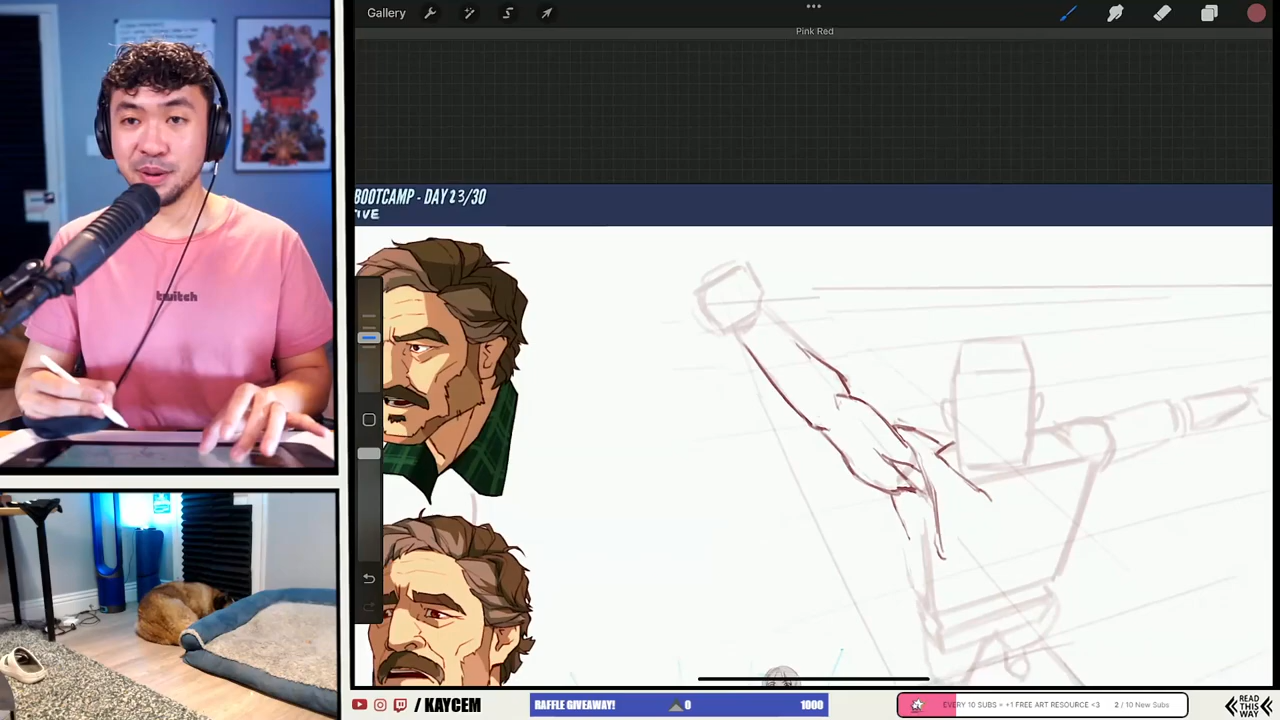 Gallery
Pink Red
BOOTCAMP - DAY 23/30
IVE
twitch
/ KAYCEM
RAFFLE GIVEAWAY!
0
1000
EVERY 10 SUBS = +1 FREE ART RESOURCE <3
2 / 10 New Subs
READ
THIS
WAY